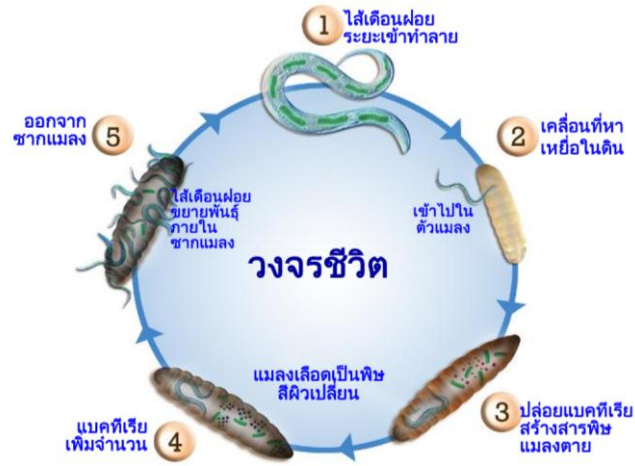 1 ไส้เดือนฝอย
ระยะเข้าทำลาย
2 เคลื่อนที่หา
เหยื่อในดิน
เข้าไปใน
ตัวแมลง
3 ปล่อยแบคทีเรีย
สร้างสารพิษ
แมลงตาย
แมลงเลือดเป็นพิษ
สีผิวเปลี่ยน
แบคทีเรีย 4
เพิ่มจำนวน
ออกจาก 5
ซากแมลง
ไส้เดือนฝอย
ขยายพันธุ์
ภายใน
ซากแมลง
วงจรชีวิต